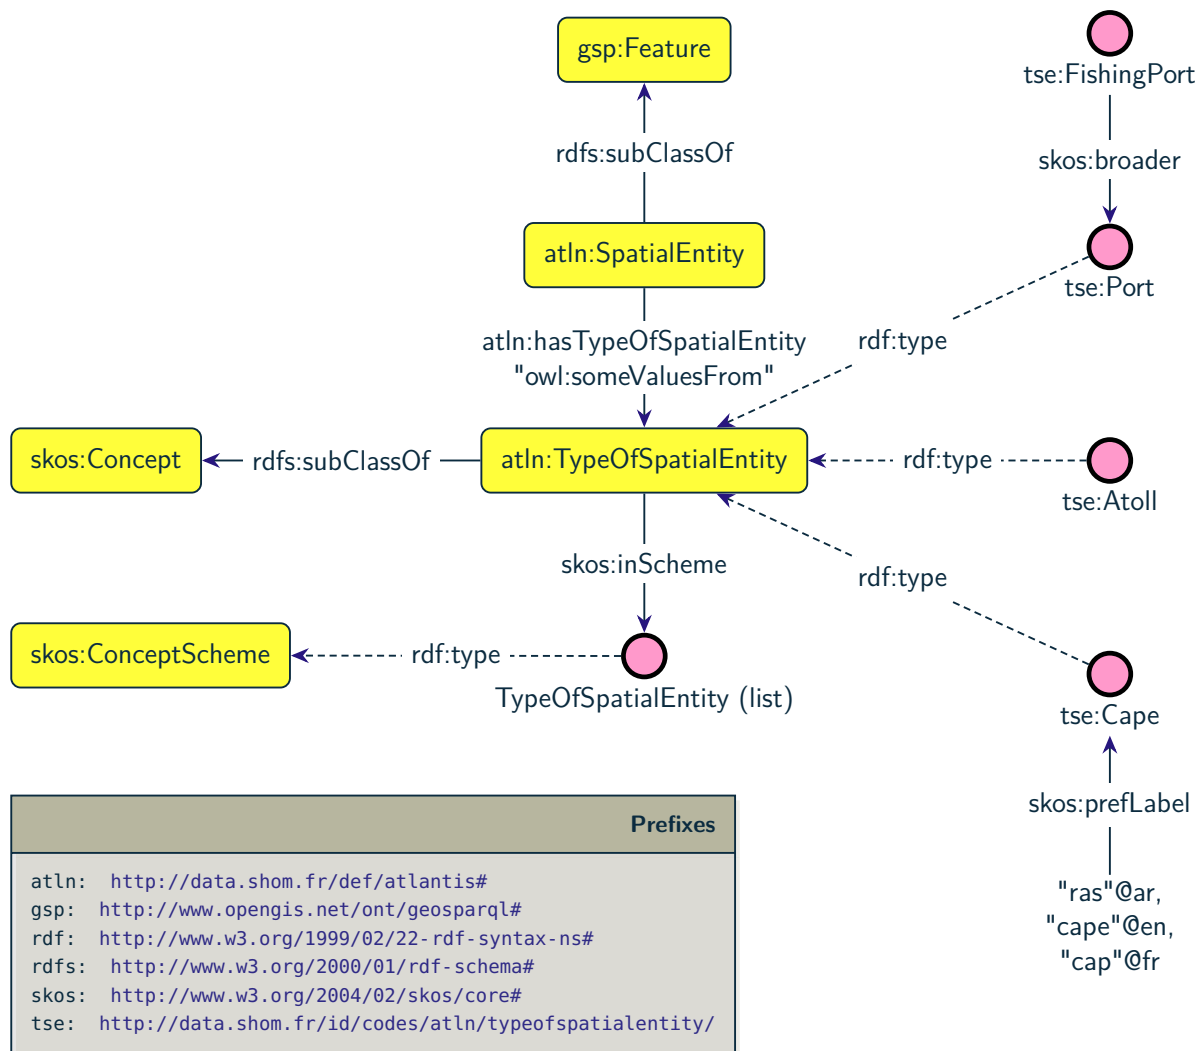 gsp:Feature
tse:FishingPort
rdfs:subClassOf
skos:broader
atln:SpatialEntity
tse:Port
atln:hasTypeOfSpatialEntity
"owl:someValuesFrom"
rdf:type
skos:Concept
rdfs:subClassOf
atln:TypeOfSpatialEntity
rdf:type
tse:Atoll
skos:inScheme
rdf:type
skos:ConceptScheme
rdf:type
TypeOfSpatialEntity (list)
tse:Cape
skos:prefLabel
"ras"@ar,
"cape"@en,
"cap"@fr
Prefixes
atln: http://data.shom.fr/def/atlantis#
gsp: http://www.opengis.net/ont/geosparql#
rdf: http://www.w3.org/1999/02/22-rdf-syntax-ns#
rdfs: http://www.w3.org/2000/01/rdf-schema#
skos: http://www.w3.org/2004/02/skos/core#
tse: http://data.shom.fr/id/codes/atln/typeofspatialentity/